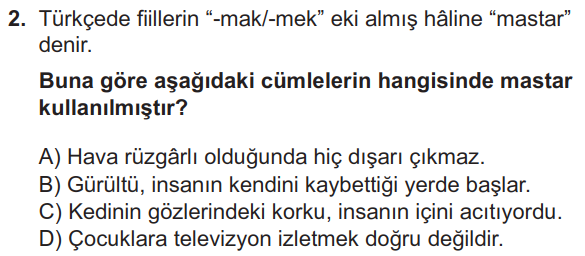 2. Türkçede fiillerin “-mak/-mek” eki almış hâline “mastar”
denir.
Buna göre aşağıdaki cümlelerin hangisinde mastar
kullanılmıştır?
A) Hava rüzgârlı olduğunda hiç dışarı çıkmaz.
B) Gürültü, insanın kendini kaybettiği yerde başlar.
C) Kedinin gözlerindeki korku, insanın içini acıtıyordu.
D) Çocuklara televizyon izletmek doğru değildir.